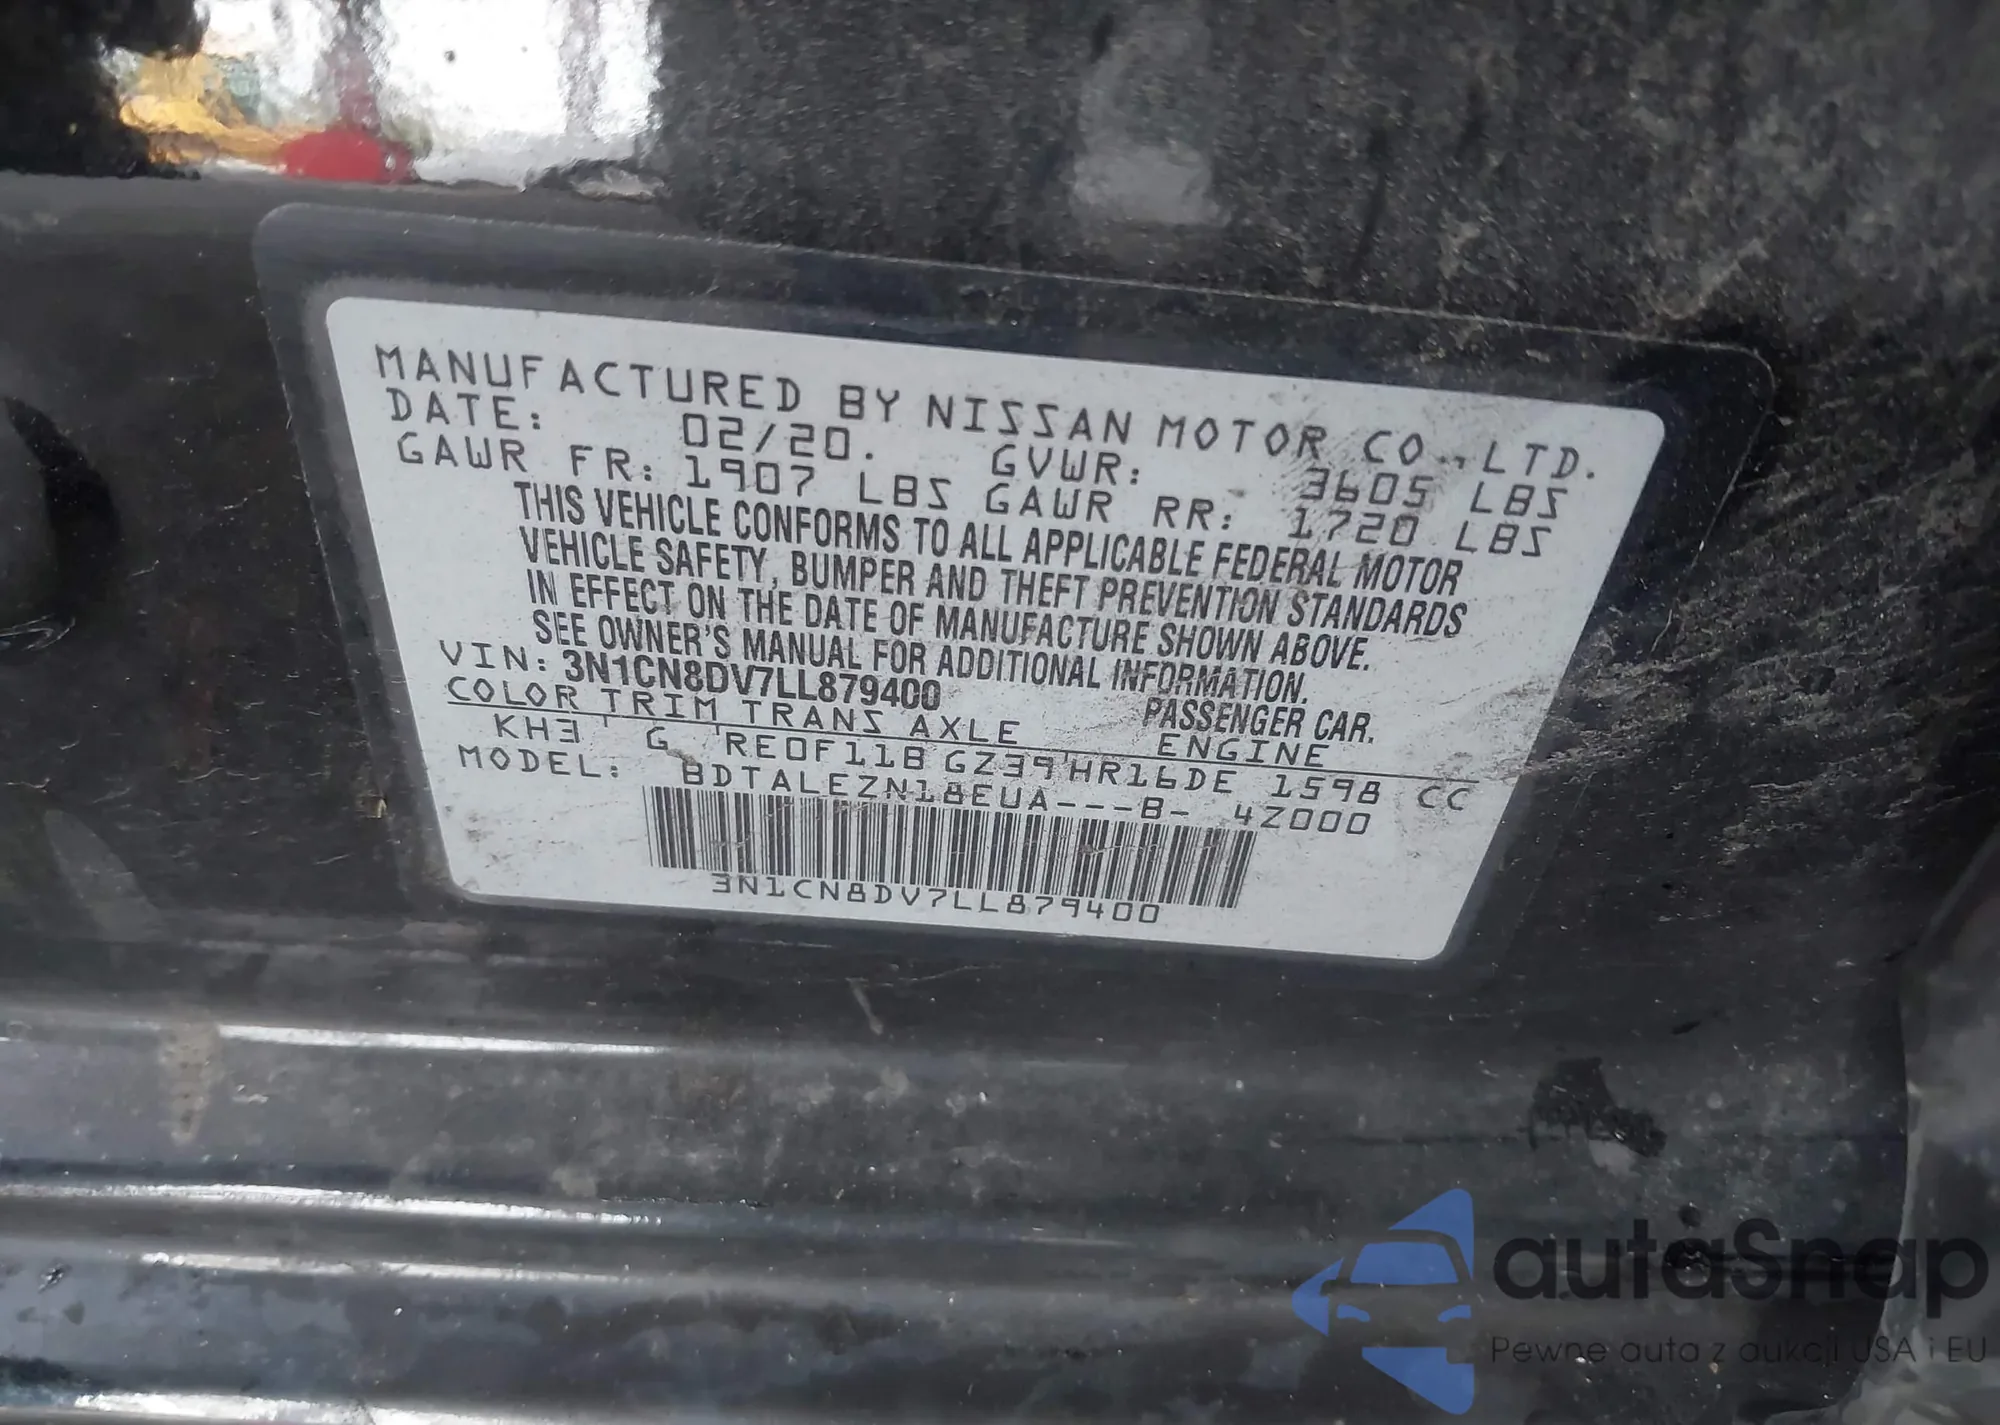 MANUFACTURED BY NISSAN MOTOR CO., LTD.
DATE: 02/20. GVWR: 3605 LBS
GAWR FR: 1907 LBS GAWR RR: 1720 LBS
THIS VEHICLE CONFORMS TO ALL APPLICABLE FEDERAL MOTOR
VEHICLE SAFETY, BUMPER AND THEFT PREVENTION STANDARDS
IN EFFECT ON THE DATE OF MANUFACTURE SHOWN ABOVE.
SEE OWNER'S MANUAL FOR ADDITIONAL INFORMATION.
VIN: 3N1CN8DV7LL879400 PASSENGER CAR.
COLOR TRIM TRANS AXLE ENGINE
KH3 G RE0F11B GZ39 HR16DE 1598 CC
MODEL: BDTALEZN18EUA---B- 4Z000
3N1CN8DV7LL879400
autaSnap
Pewne auta z aukcji USA i EU